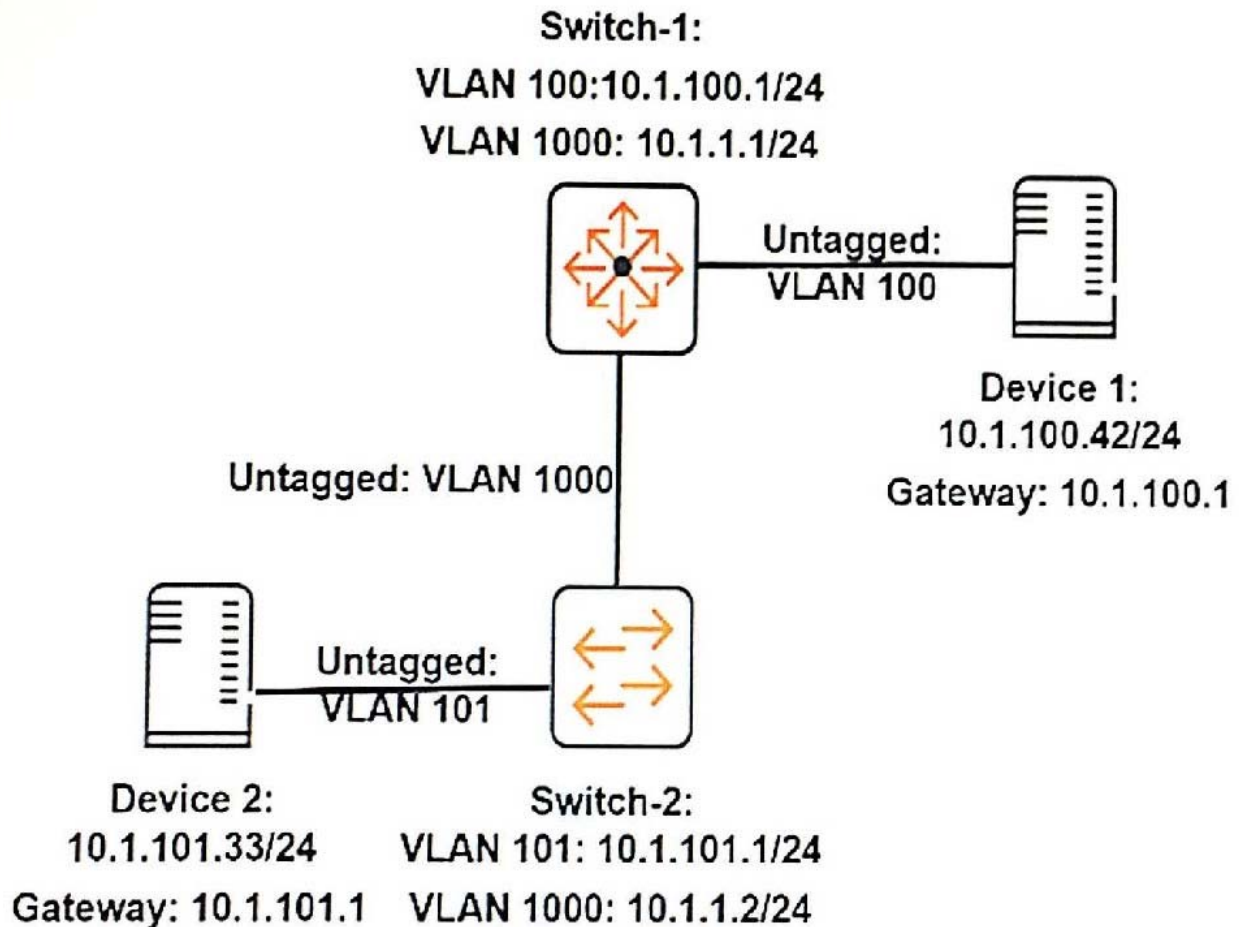 Switch-1:
VLAN 100:10.1.100.1/24
VLAN 1000: 10.1.1.1/24
Untagged:
VLAN 100
Device 1:
10.1.100.42/24
Gateway: 10.1.100.1
Untagged: VLAN 1000
Untagged:
VLAN 101
Device 2:
10.1.101.33/24
Gateway: 10.1.101.1
Switch-2:
VLAN 101: 10.1.101.1/24
VLAN 1000: 10.1.1.2/24